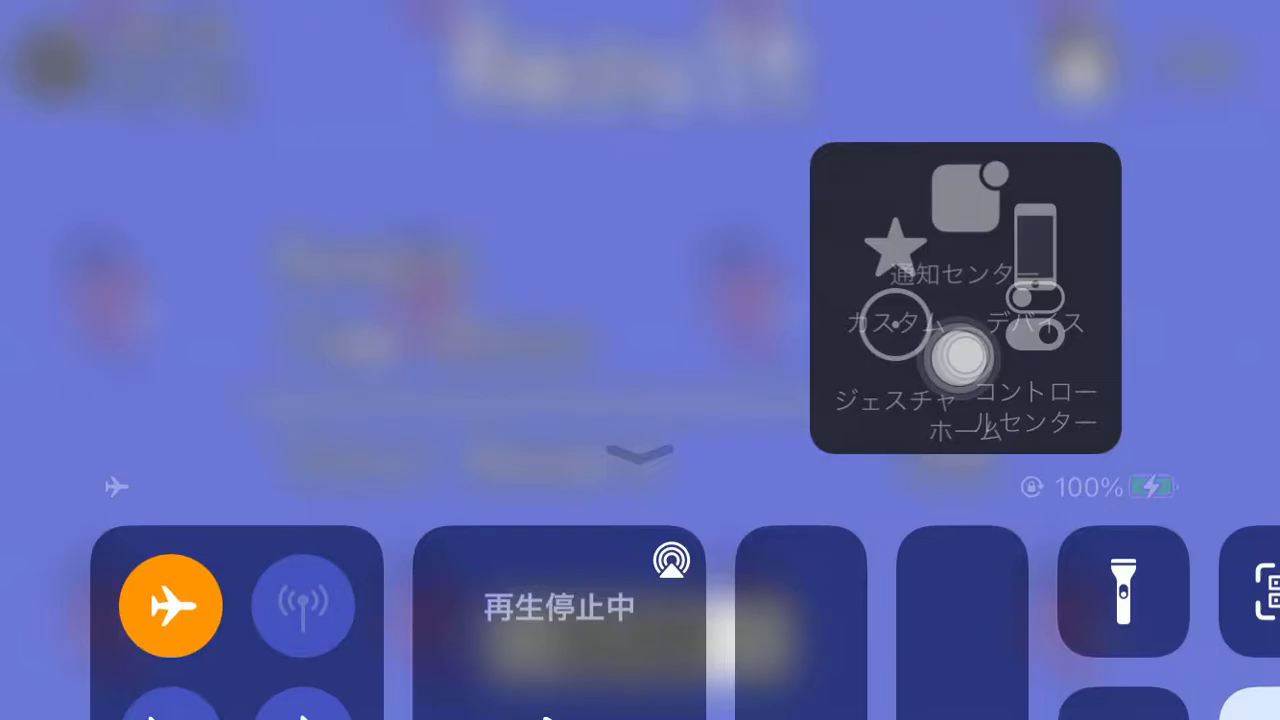 通知センター
カスタム
デバイス
ジェスチャ
コントロー
ルセンター
ホーム
100%
再生停止中